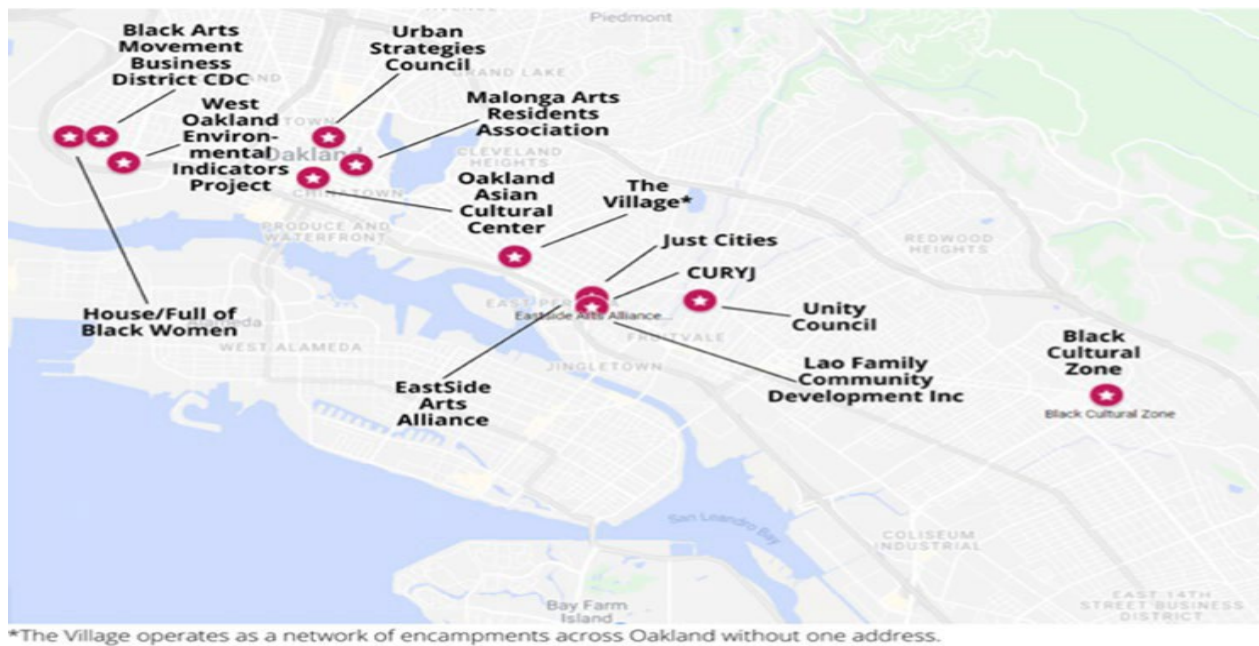 Piedmont
Black Arts
Movement
Business
District CDC
Urban
Strategies
Council
GRAND LAKE
West
Oakland
Environ-
mental
Indicators
Project
Malonga Arts
Residents
Association
Oakland
CLEVELAND
HEIGHTS
CHINATOWN
Oakland
Asian
Cultural
Center
The
Village*
PRODUCE AND
WATERFRONT
REDWOOD
HEIGHTS
Just Cities
CURYJ
Eastside Arts Alliance...
FRUITVALE
Unity
Council
House/Full of
Black Women
Alameda
WEST ALAMEDA
JINGLETOWN
Black
Cultural
Zone
Black Cultural Zone
Lao Family
Community
Development Inc
EastSide
Arts
Alliance
San Leandro Bay
COLISEUM
INDUSTRIAL
Bay Farm
Island
EAST 14TH
STREET BUSINESS
DISTRICT
*The Village operates as a network of encampments across Oakland without one address.